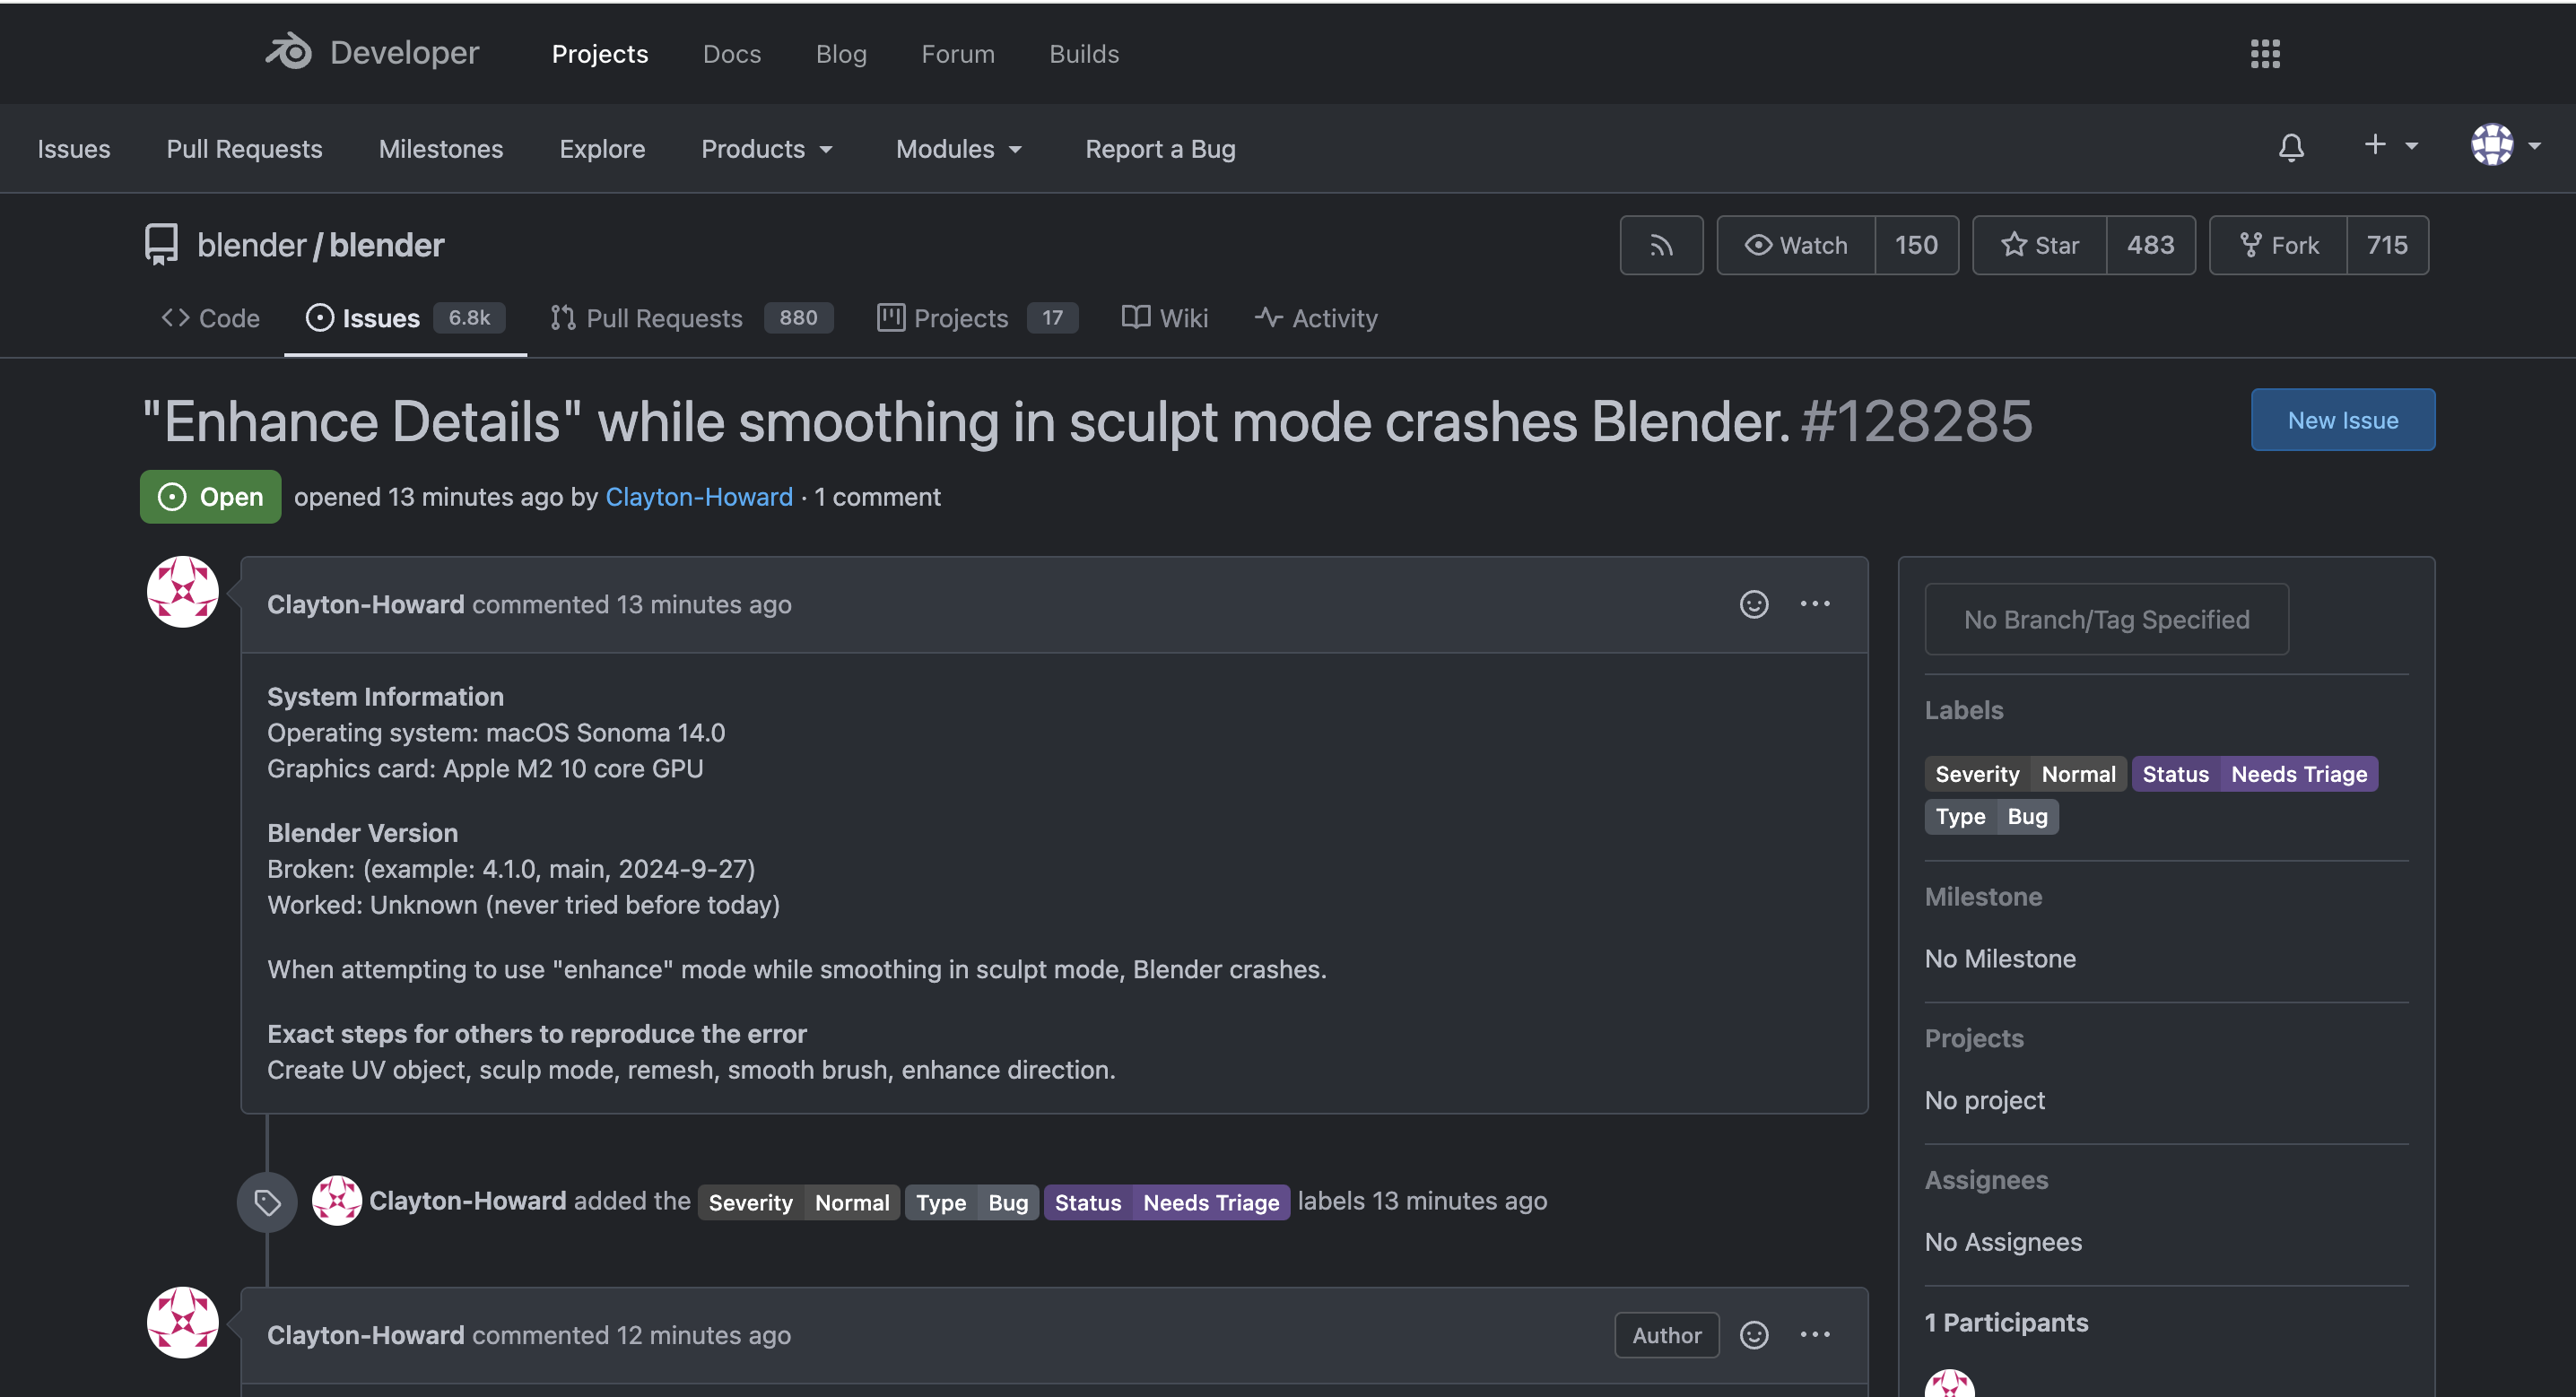 Developer Projects Docs Blog Forum Builds
Issues Pull Requests Milestones Explore Products Modules Report a Bug
blender/blender
Watch 150 Star 483 Fork 715
Code Issues 6.8k Pull Requests 880 Projects 17 Wiki Activity
"Enhance Details" while smoothing in sculpt mode crashes Blender. #128285
New Issue
Open opened 13 minutes ago by Clayton-Howard · 1 comment
Clayton-Howard commented 13 minutes ago
System Information
Operating system: macOS Sonoma 14.0
Graphics card: Apple M2 10 core GPU
Blender Version
Broken: (example: 4.1.0, main, 2024-9-27)
Worked: Unknown (never tried before today)
When attempting to use "enhance" mode while smoothing in sculpt mode, Blender crashes.
Exact steps for others to reproduce the error
Create UV object, sculp mode, remesh, smooth brush, enhance direction.
Clayton-Howard added the Severity Normal Type Bug Status Needs Triage labels 13 minutes ago
Clayton-Howard commented 12 minutes ago
Author
No Branch/Tag Specified
Labels
Severity Normal Status Needs Triage
Type Bug
Milestone
No Milestone
Projects
No project
Assignees
No Assignees
1 Participants